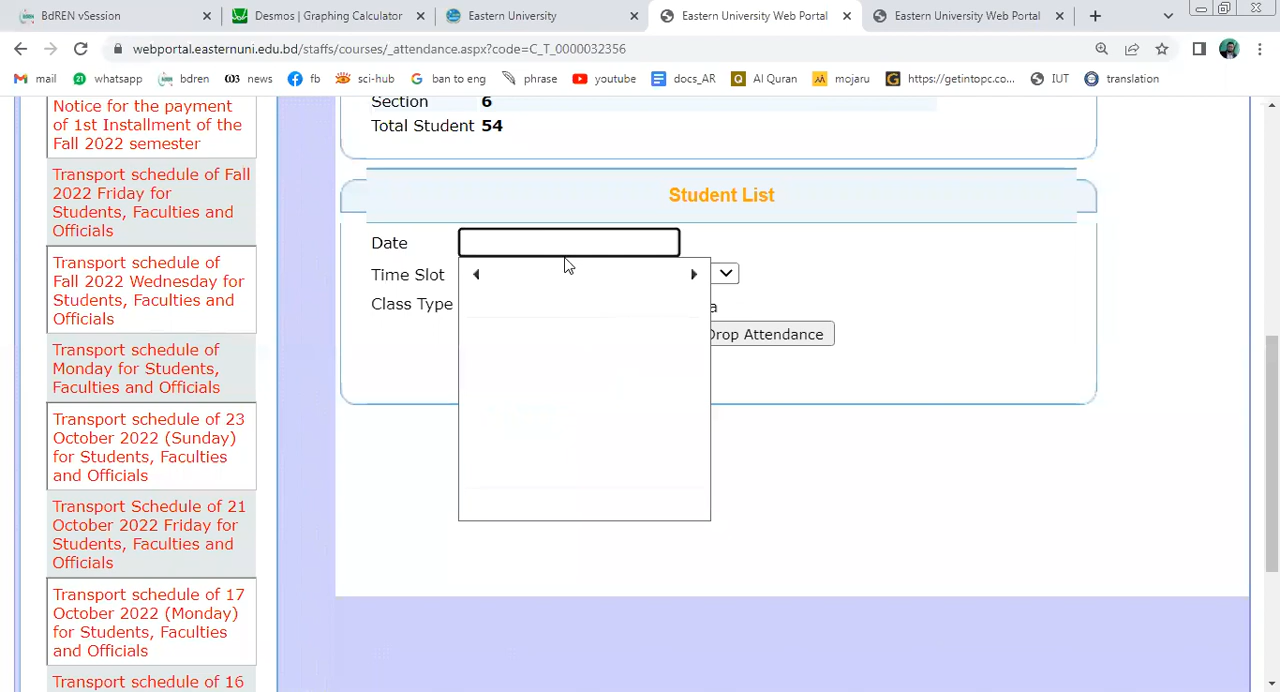 BdREN vSession
Desmos | Graphing Calculator
Eastern University
Eastern University Web Portal
Eastern University Web Portal
webportal.easternuni.edu.bd/staffs/courses/_attendance.aspx?code=C_T_0000032356
mail
whatsapp
bdren
news
fb
sci-hub
ban to eng
phrase
youtube
docs_AR
Al Quran
mojaru
https://getintopc.co...
IUT
translation
Notice for the payment
of 1st Installment of the
Fall 2022 semester
Transport schedule of Fall
2022 Friday for
Students, Faculties and
Officials
Transport schedule of
Fall 2022 Wednesday for
Students, Faculties and
Officials
Transport schedule of
Monday for Students,
Faculties and Officials
Transport schedule of 23
October 2022 (Sunday)
for Students, Faculties
and Officials
Transport Schedule of 21
October 2022 Friday for
Students, Faculties and
Officials
Transport schedule of 17
October 2022 (Monday)
for Students, Faculties
and Officials
Transport schedule of 16
Section 6
Total Student 54
Student List
Date
Time Slot
Class Type
a
Drop Attendance